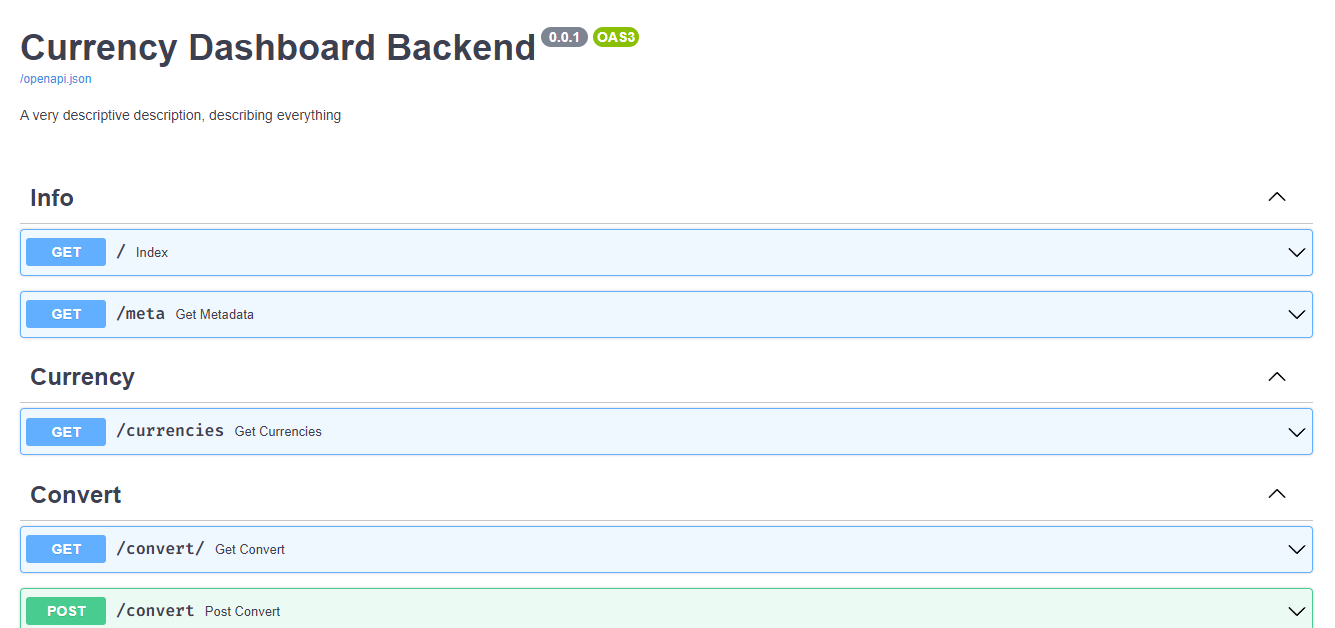 Currency Dashboard Backend 0.0.1 OAS3
/openapi.json
A very descriptive description, describing everything
Info
GET / Index
GET /meta Get Metadata
Currency
GET /currencies Get Currencies
Convert
GET /convert/ Get Convert
POST /convert Post Convert